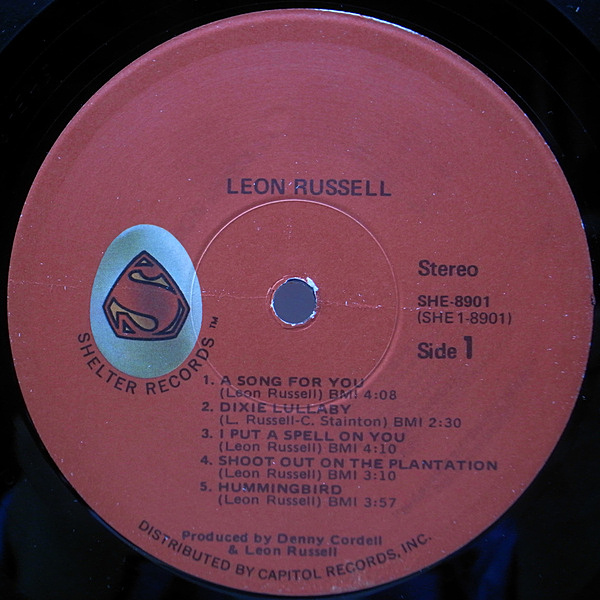 LEON RUSSELL
Stereo
SHE-8901
(SHE 1-8901)
Side 1
S
SHELTER RECORDS™
1. A SONG FOR YOU
(Leon Russell) BMI 4:08
2. DIXIE LULLABY
(L. Russell-C. Stainton) BMI 2:30
3. I PUT A SPELL ON YOU
(Leon Russell) BMI 4:10
4. SHOOT OUT ON THE PLANTATION
(Leon Russell) BMI 3:10
5. HUMMINGBIRD
(Leon Russell) BMI 3:57
Produced by Denny Cordell
& Leon Russell
DISTRIBUTED BY CAPITOL RECORDS, INC.